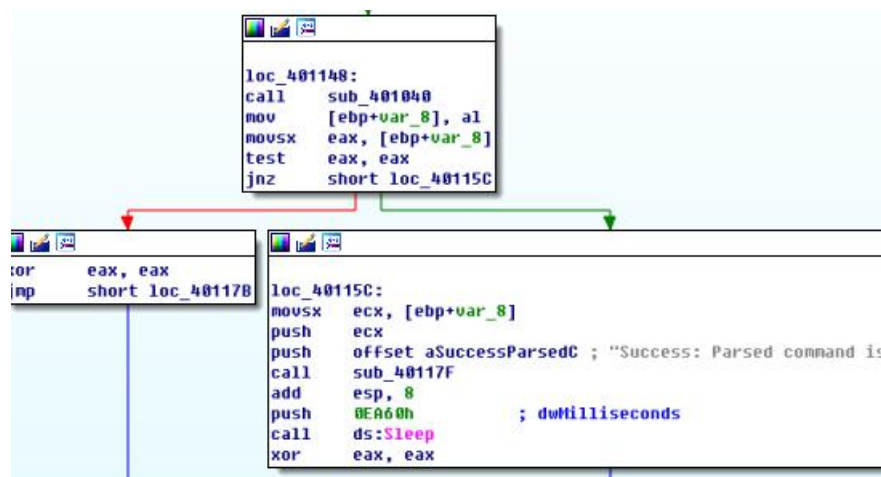 loc_401148:
call sub_401040
mov [ebp+var_8], al
movsx eax, [ebp+var_8]
test eax, eax
jnz short loc_40115C
xor eax, eax
jmp short loc_40117B
loc_40115C:
movsx ecx, [ebp+var_8]
push ecx
push offset aSuccessParsedC ; "Success: Parsed command is
call sub_40117F
add esp, 8
push 0EA60h ; dwMilliseconds
call ds:Sleep
xor eax, eax